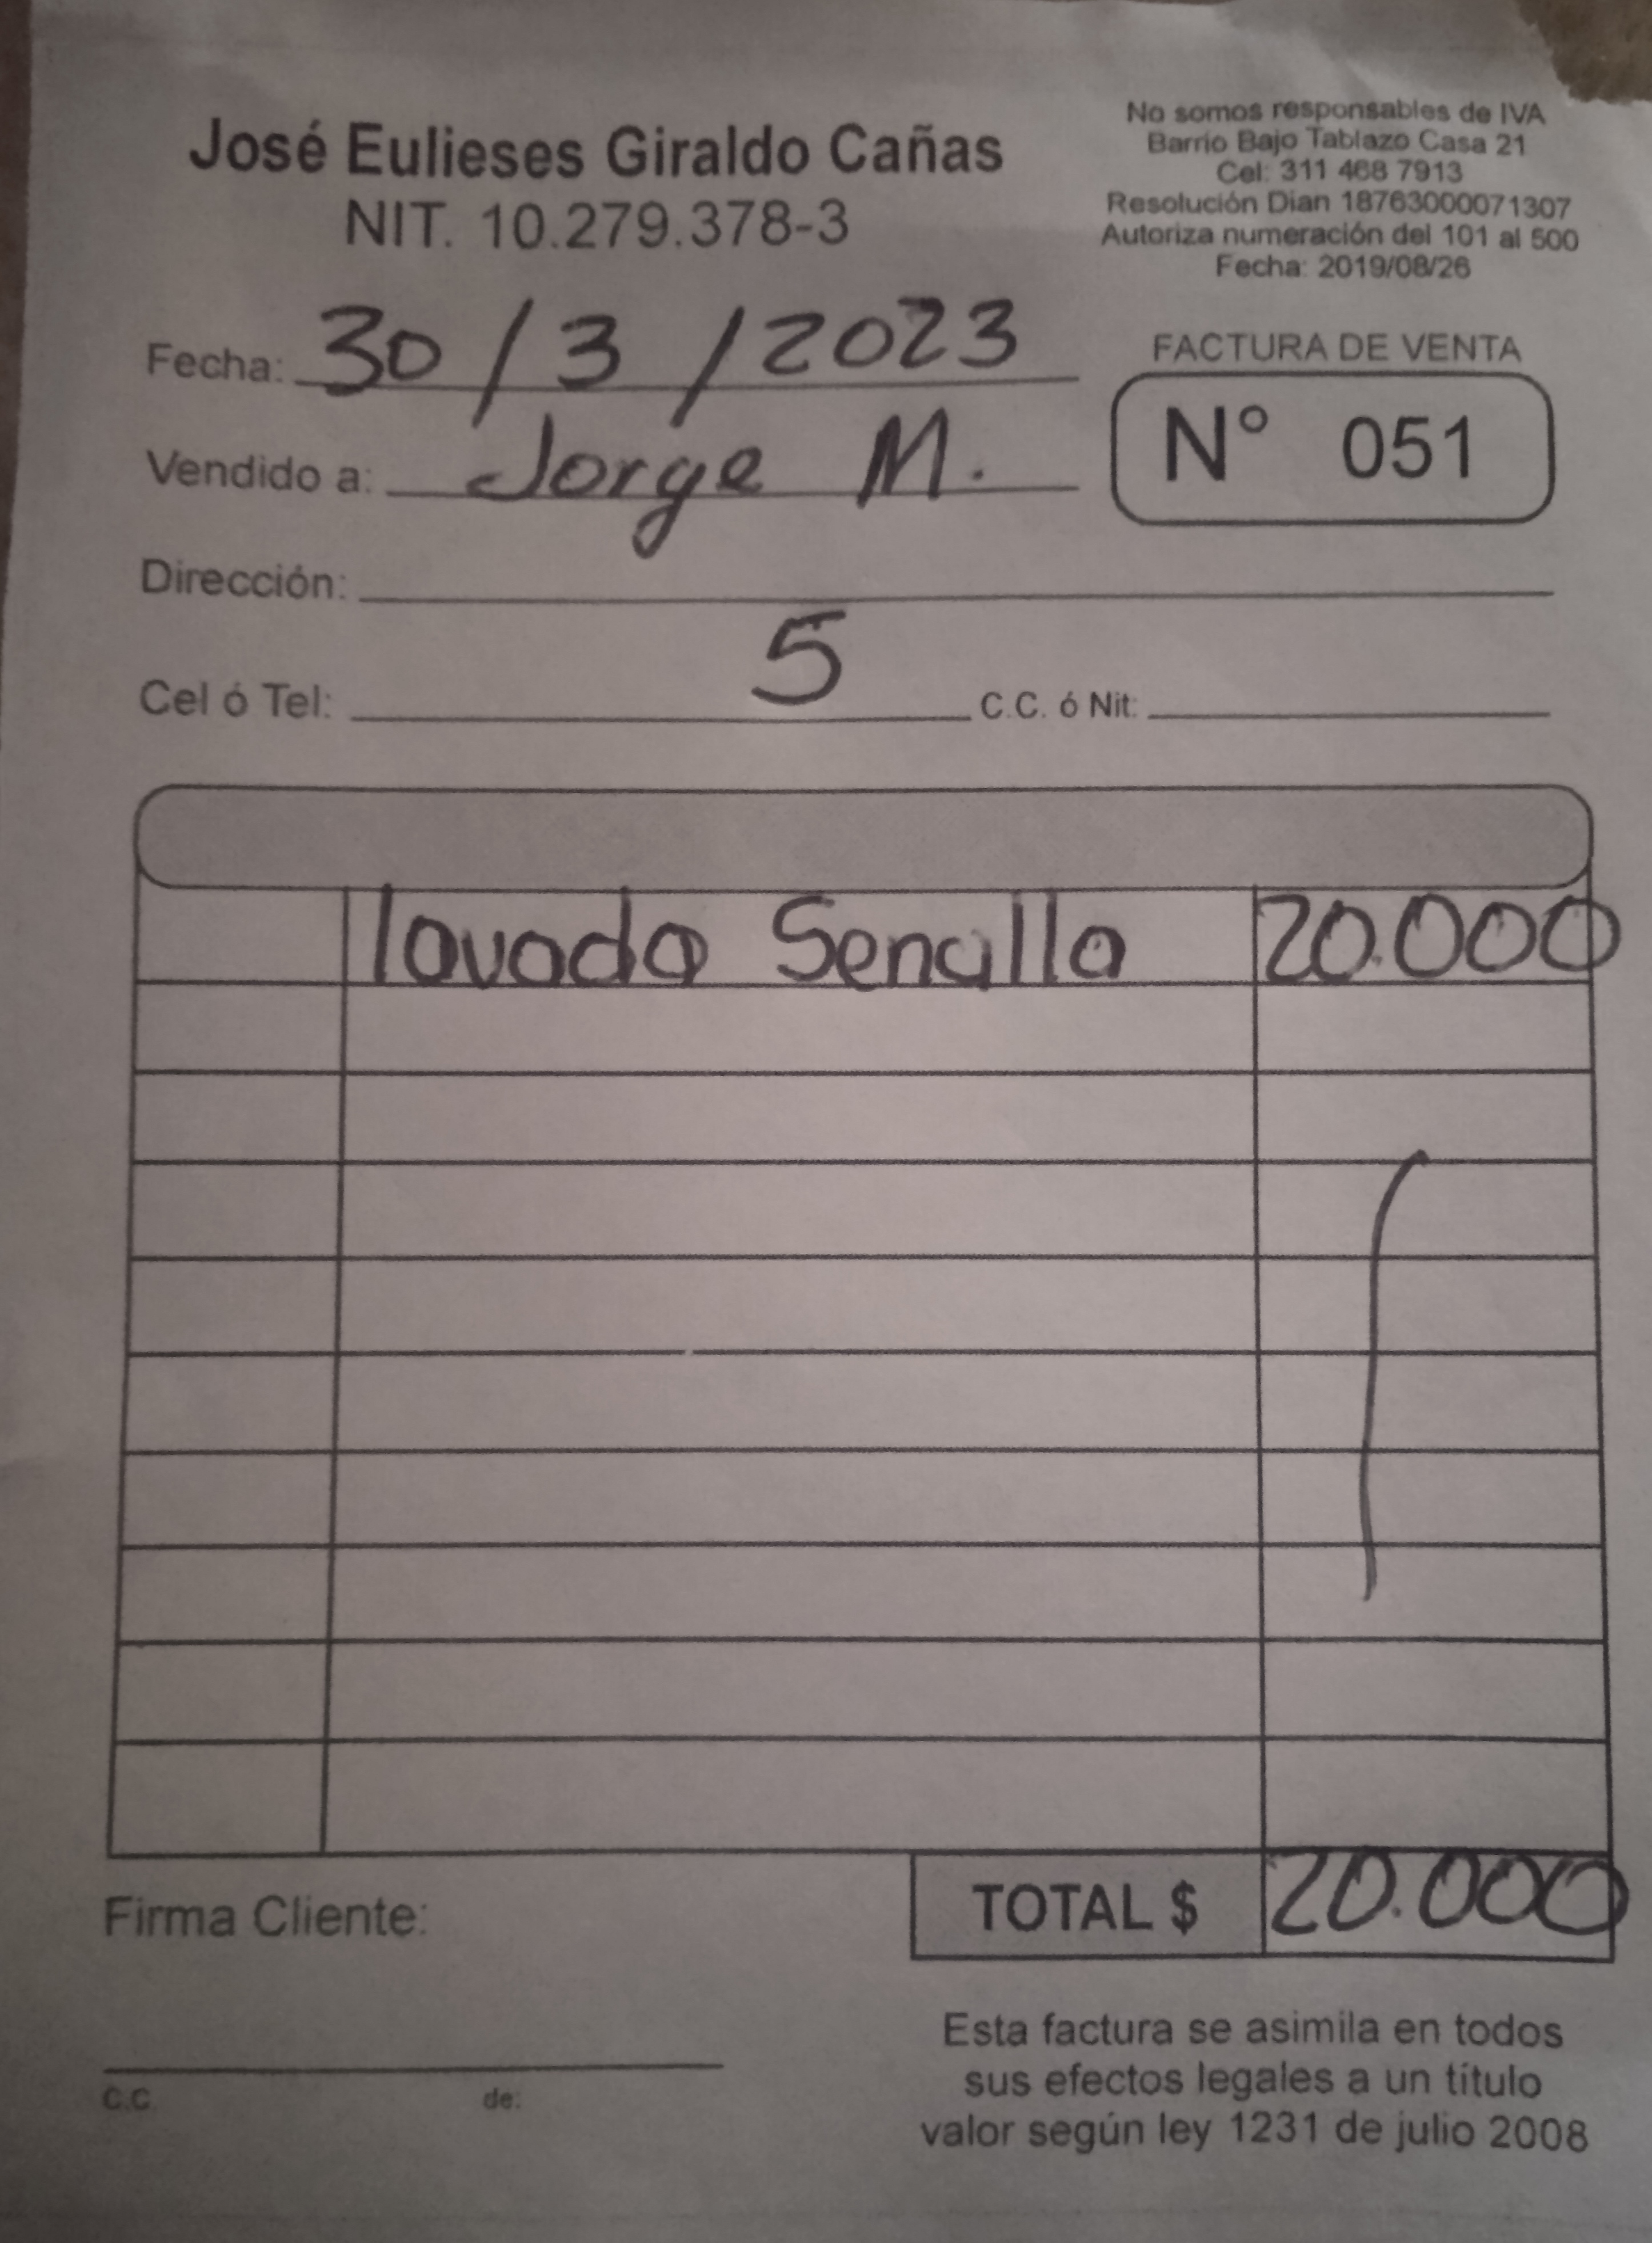 José Eulieses Giraldo Cañas
NIT. 10.279.378-3
No somos responsables de IVA
Barrio Bajo Tablazo Casa 21
Cel: 311 468 7913
Resolución Dian 18763000071307
Autoriza numeración del 101 al 500
Fecha: 2019/08/26
Fecha: 30/3/2023
FACTURA DE VENTA
N° 051
Vendido a: Jorge M.
Dirección:
Cel ó Tel: 5 C.C. ó Nit:
lavada Sencilla 20.000
TOTAL $ 20.000
Firma Cliente:
C.C. de:
Esta factura se asimila en todos
sus efectos legales a un título
valor según ley 1231 de julio 2008